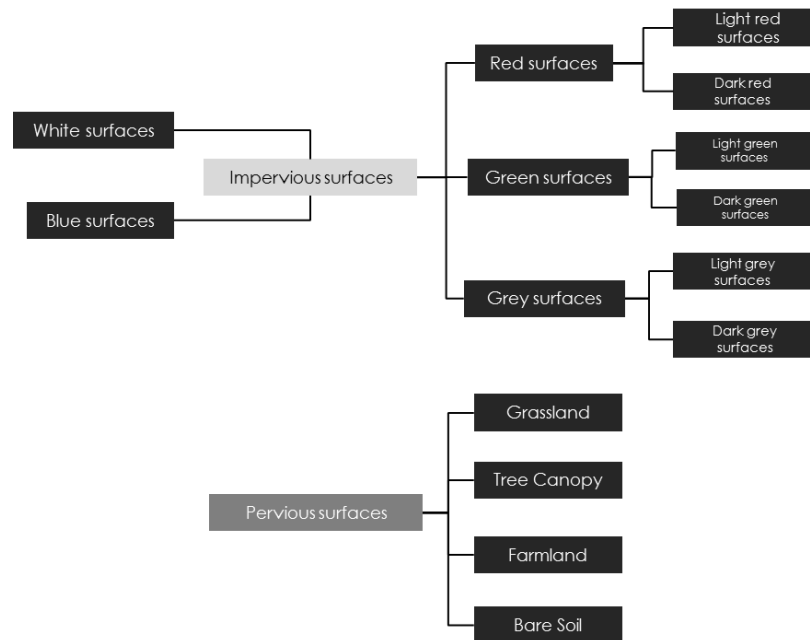 White surfaces
Blue surfaces
Impervious surfaces
Red surfaces
Light red
surfaces
Dark red
surfaces
Green surfaces
Light green
surfaces
Dark green
surfaces
Grey surfaces
Light grey
surfaces
Dark grey
surfaces
Pervious surfaces
Grassland
Tree Canopy
Farmland
Bare Soil